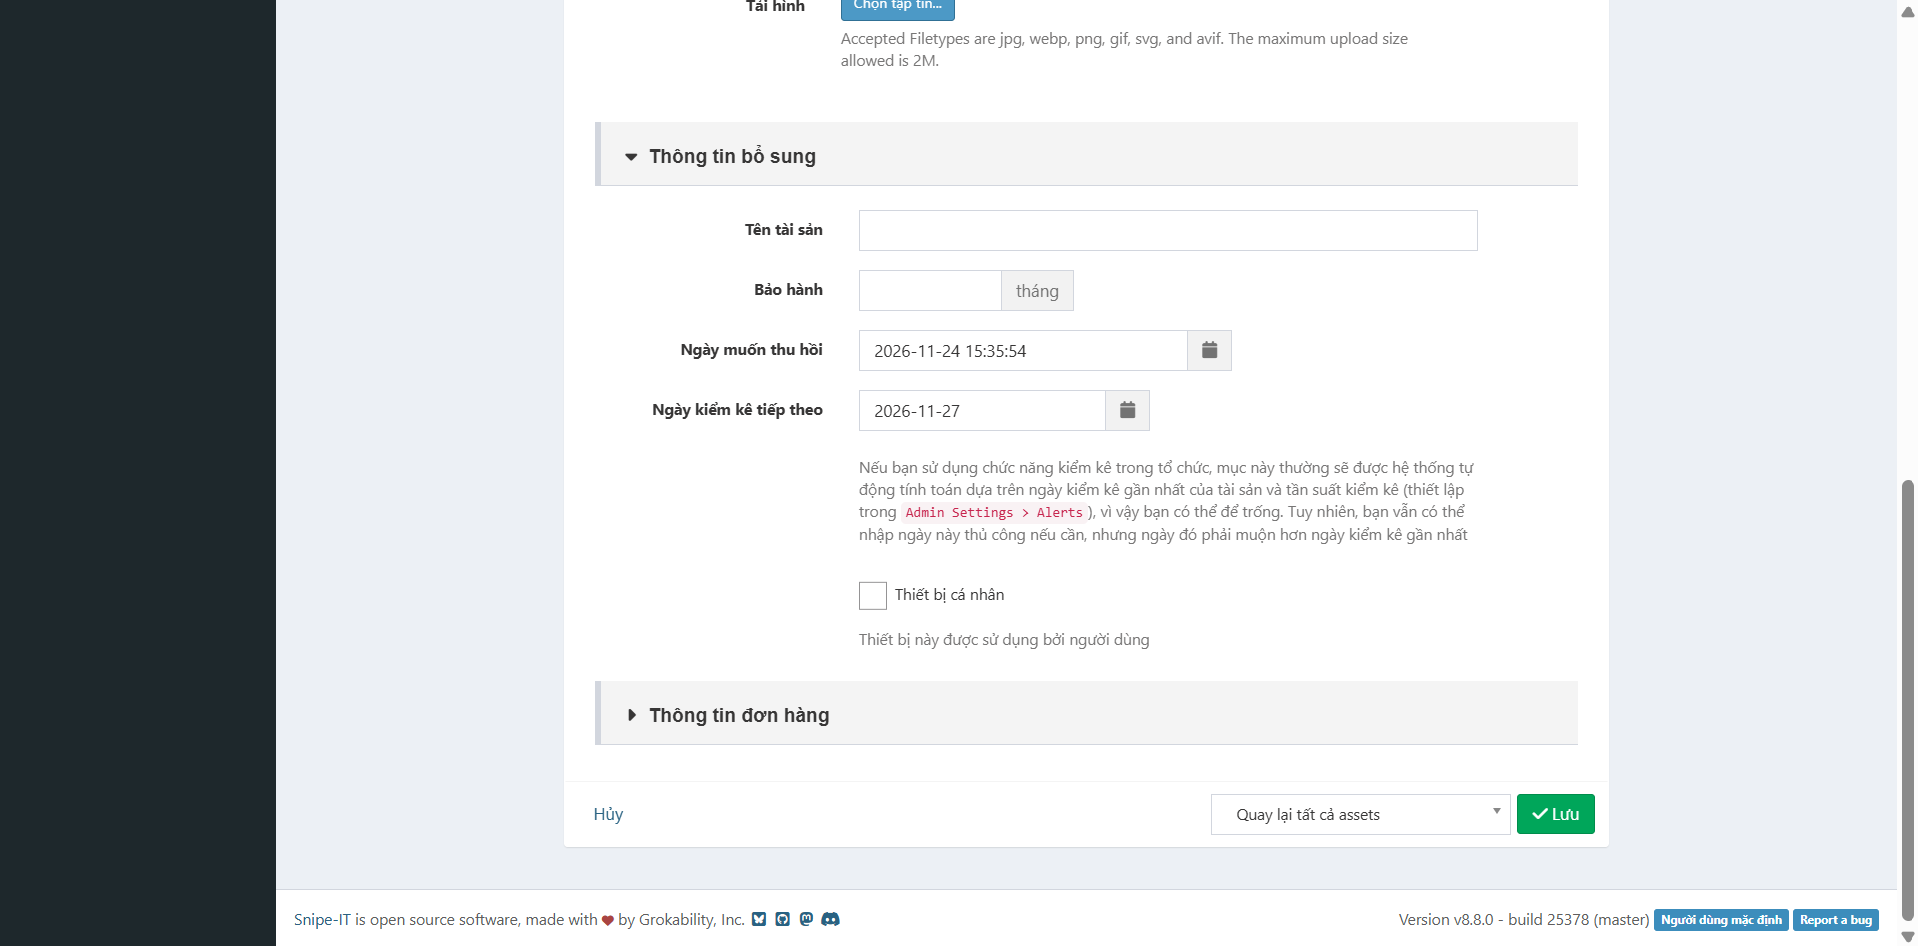 Tải hình
Chọn tập tin...
Accepted Filetypes are jpg, webp, png, gif, svg, and avif. The maximum upload size
allowed is 2M.
Thông tin bổ sung
Tên tài sản
Bảo hành
tháng
Ngày muốn thu hồi
2026-11-24 15:35:54
Ngày kiểm kê tiếp theo
2026-11-27
Nếu bạn sử dụng chức năng kiểm kê trong tổ chức, mục này thường sẽ được hệ thống tự
động tính toán dựa trên ngày kiểm kê gần nhất của tài sản và tần suất kiểm kê (thiết lập
trong Admin Settings > Alerts), vì vậy bạn có thể để trống. Tuy nhiên, bạn vẫn có thể
nhập ngày này thủ công nếu cần, nhưng ngày đó phải muộn hơn ngày kiểm kê gần nhất
Thiết bị cá nhân
Thiết bị này được sử dụng bởi người dùng
Thông tin đơn hàng
Hủy
Quay lại tất cả assets
Lưu
Snipe-IT is open source software, made with ♥ by Grokability, Inc.
Version v8.8.0 - build 25378 (master)
Người dùng mặc định
Report a bug